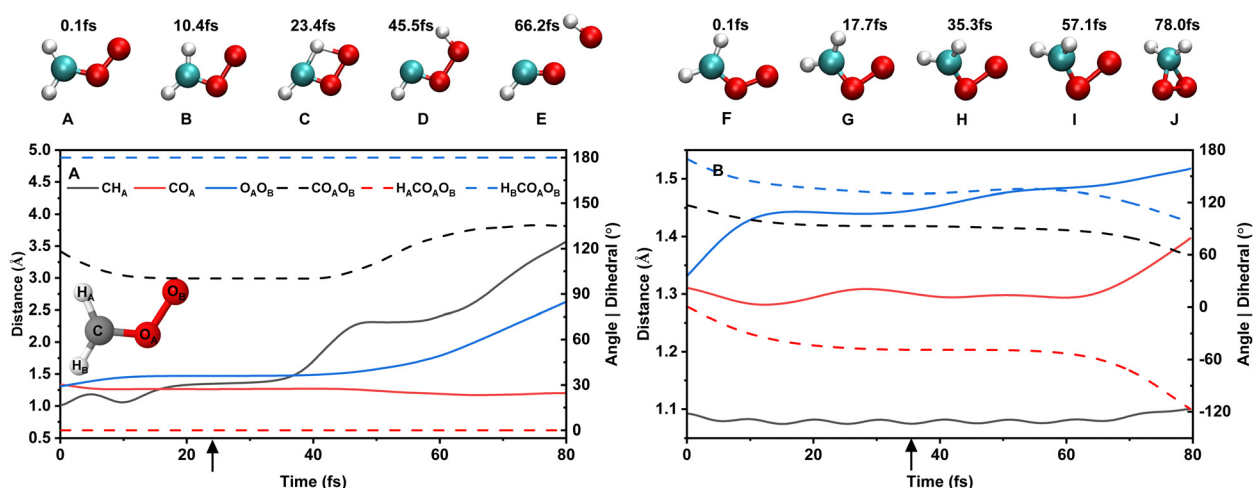 0.1fs 10.4fs 23.4fs 45.5fs 66.2fs
A B C D E
0.1fs 17.7fs 35.3fs 57.1fs 78.0fs
F G H I J
A
CH_A CO_A O_AO_B CO_AO_B H_ACO_AO_B H_BCO_AO_B
H_A O_B
C O_A
H_B
Distance (Å)
5.0
4.5
4.0
3.5
3.0
2.5
2.0
1.5
1.0
0.5
180
150
120
90
60
30
0
Angle | Dihedral (°)
0 20 40 60 80
Time (fs)
B
Distance (Å)
1.5
1.4
1.3
1.2
1.1
180
120
60
0
-60
-120
Angle | Dihedral (°)
0 20 40 60 80
Time (fs)